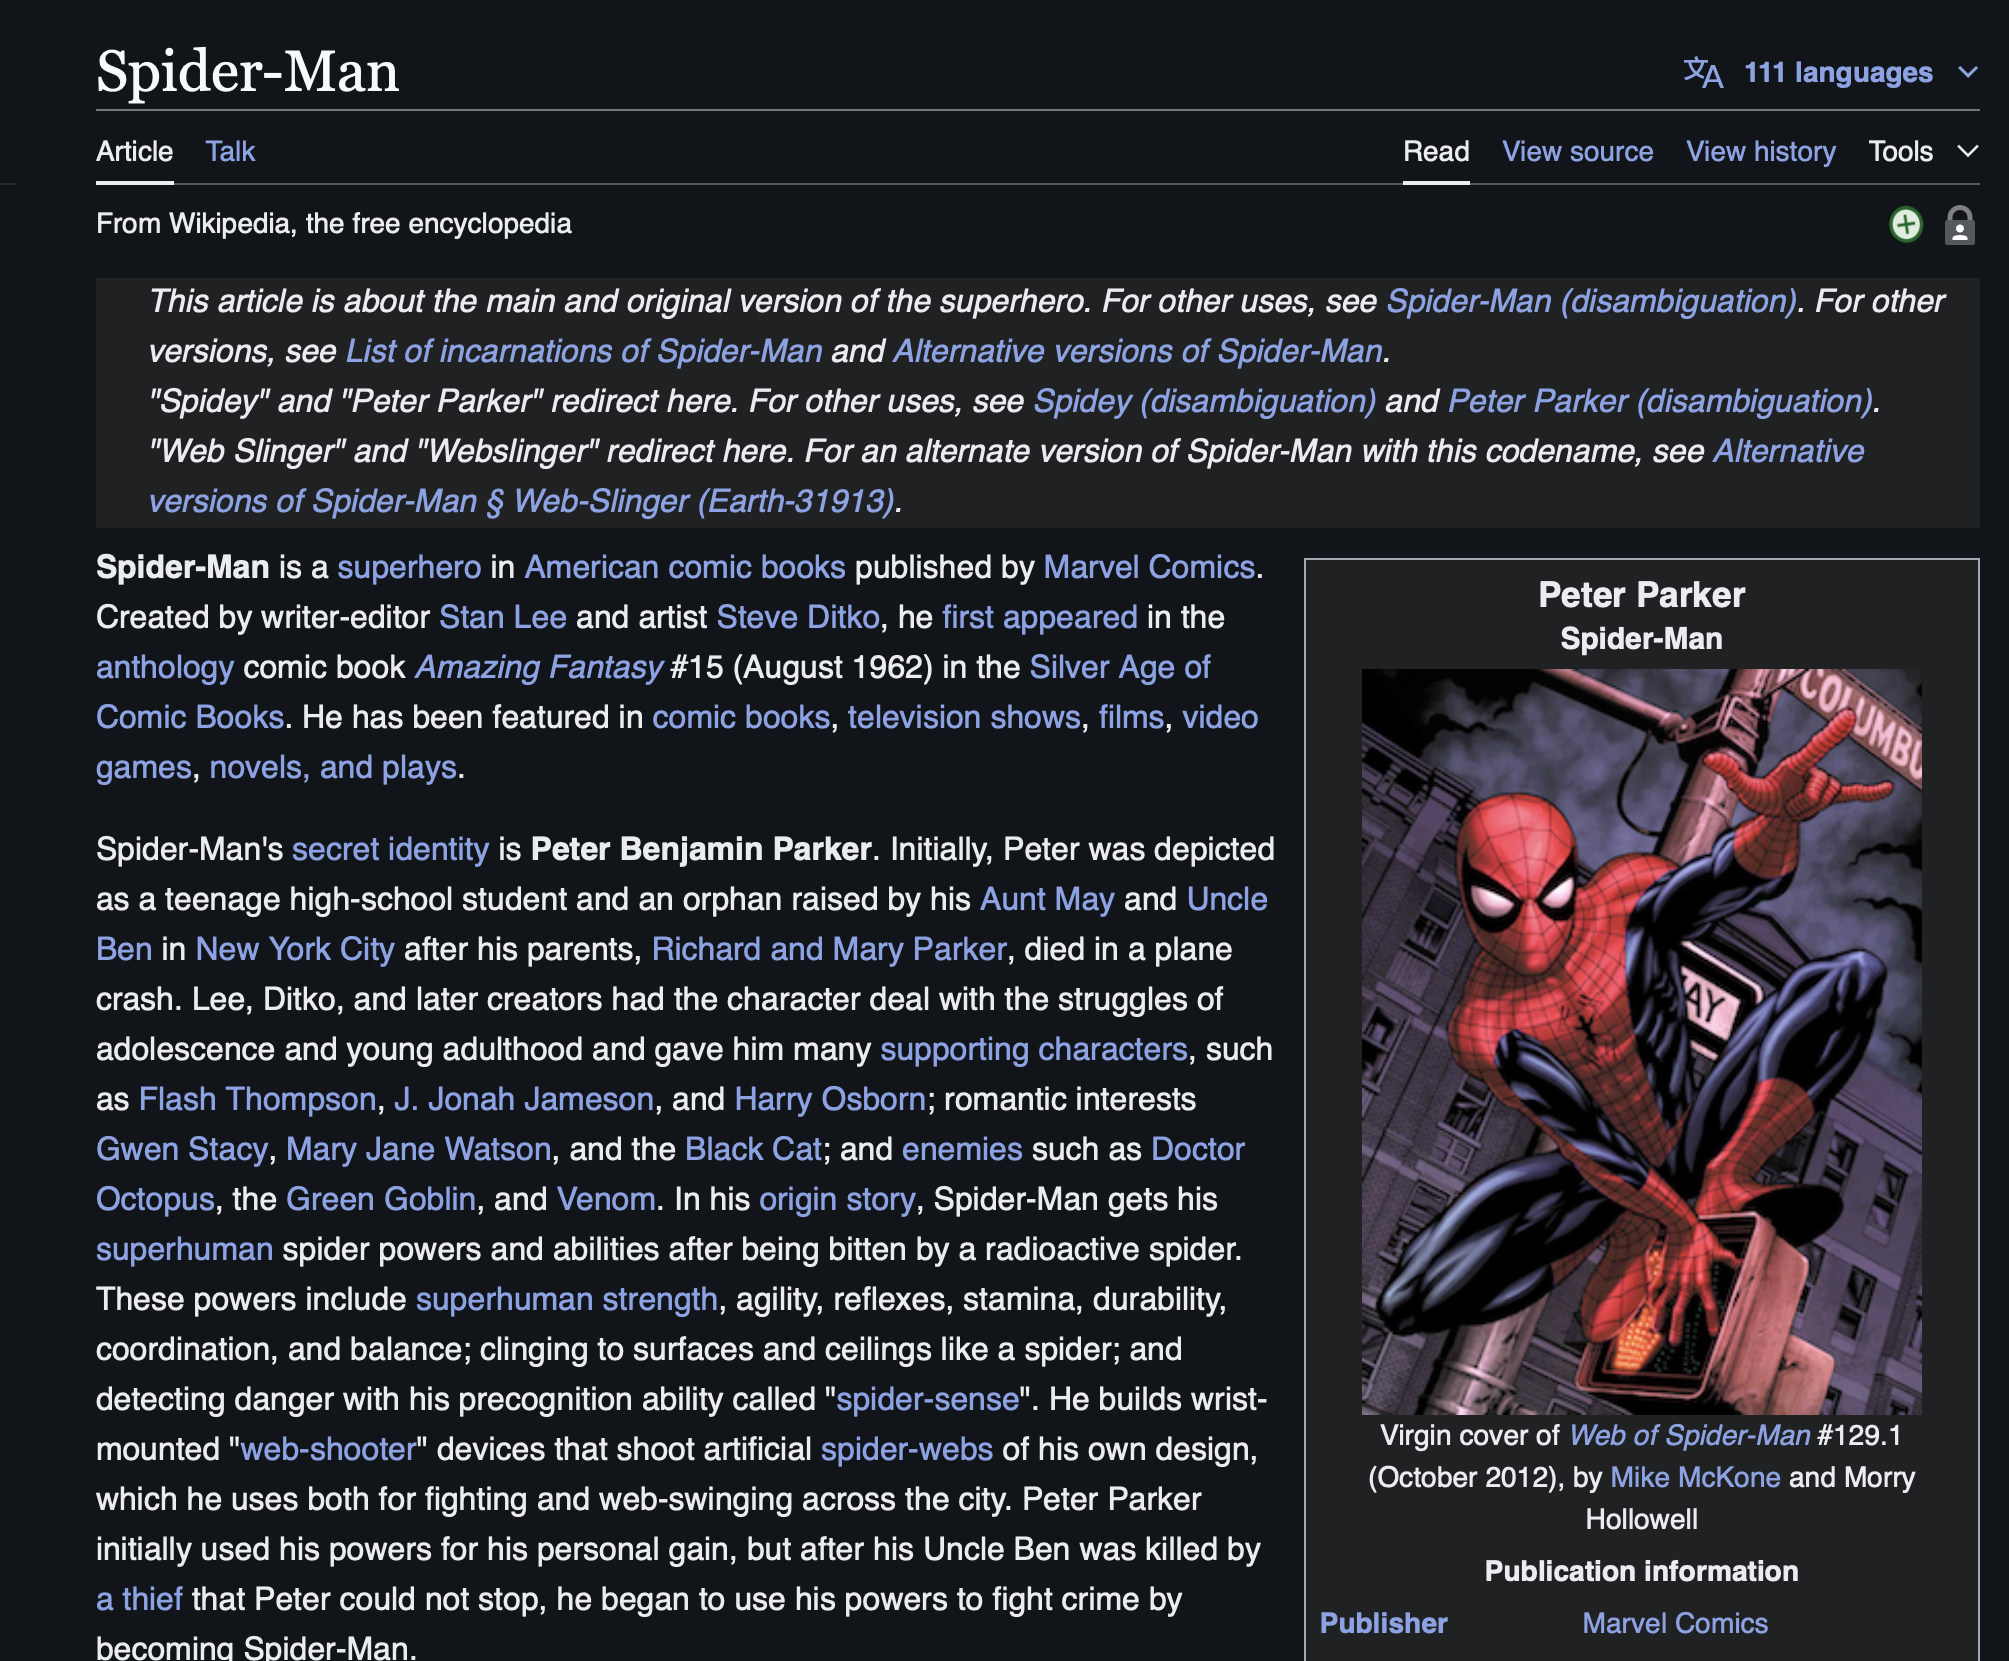 Spider-Man
111 languages
Article Talk
Read View source View history Tools
From Wikipedia, the free encyclopedia
This article is about the main and original version of the superhero. For other uses, see Spider-Man (disambiguation). For other
versions, see List of incarnations of Spider-Man and Alternative versions of Spider-Man.
"Spidey" and "Peter Parker" redirect here. For other uses, see Spidey (disambiguation) and Peter Parker (disambiguation).
"Web Slinger" and "Webslinger" redirect here. For an alternate version of Spider-Man with this codename, see Alternative
versions of Spider-Man § Web-Slinger (Earth-31913).
Spider-Man is a superhero in American comic books published by Marvel Comics.
Created by writer-editor Stan Lee and artist Steve Ditko, he first appeared in the
anthology comic book Amazing Fantasy #15 (August 1962) in the Silver Age of
Comic Books. He has been featured in comic books, television shows, films, video
games, novels, and plays.
Spider-Man's secret identity is Peter Benjamin Parker. Initially, Peter was depicted
as a teenage high-school student and an orphan raised by his Aunt May and Uncle
Ben in New York City after his parents, Richard and Mary Parker, died in a plane
crash. Lee, Ditko, and later creators had the character deal with the struggles of
adolescence and young adulthood and gave him many supporting characters, such
as Flash Thompson, J. Jonah Jameson, and Harry Osborn; romantic interests
Gwen Stacy, Mary Jane Watson, and the Black Cat; and enemies such as Doctor
Octopus, the Green Goblin, and Venom. In his origin story, Spider-Man gets his
superhuman spider powers and abilities after being bitten by a radioactive spider.
These powers include superhuman strength, agility, reflexes, stamina, durability,
coordination, and balance; clinging to surfaces and ceilings like a spider; and
detecting danger with his precognition ability called "spider-sense". He builds wrist-
mounted "web-shooter" devices that shoot artificial spider-webs of his own design,
which he uses both for fighting and web-swinging across the city. Peter Parker
initially used his powers for his personal gain, but after his Uncle Ben was killed by
a thief that Peter could not stop, he began to use his powers to fight crime by
becoming Spider-Man.
Peter Parker
Spider-Man
COLUMBU
AY
Virgin cover of Web of Spider-Man #129.1
(October 2012), by Mike McKone and Morry
Hollowell
Publication information
Publisher Marvel Comics